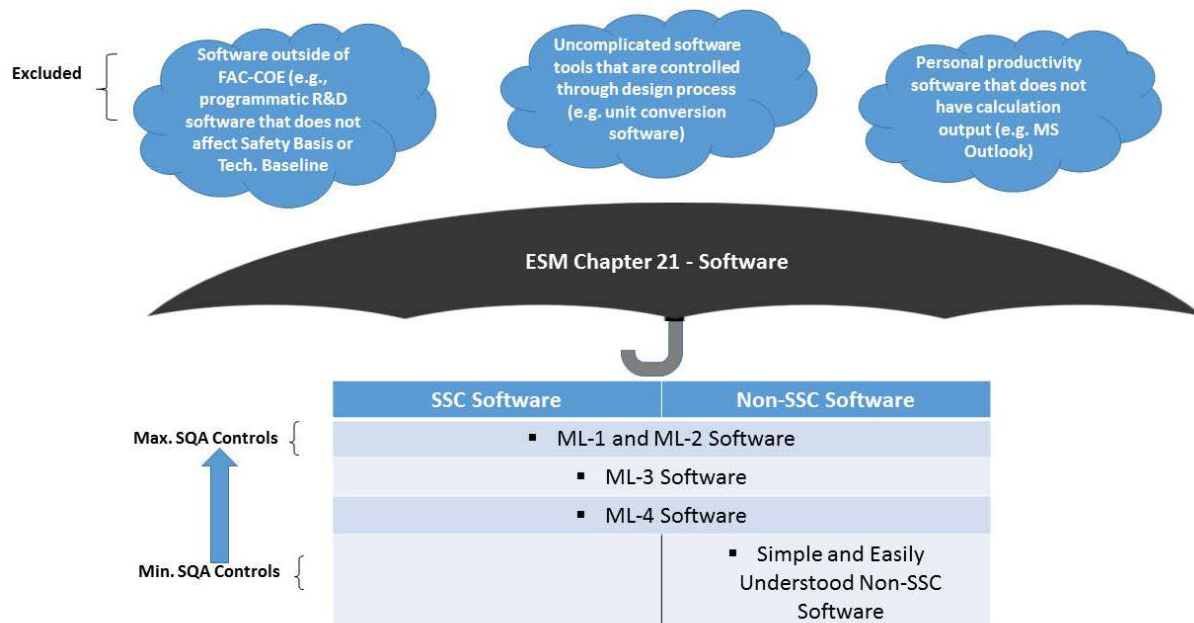 Excluded
Software outside of
FAC-COE (e.g.,
programmatic R&D
software that does not
affect Safety Basis or
Tech. Baseline
Uncomplicated software
tools that are controlled
through design process
(e.g. unit conversion
software)
Personal productivity
software that does not
have calculation
output (e.g. MS
Outlook)
ESM Chapter 21 - Software
SSC Software
Non-SSC Software
Max. SQA Controls
▪ ML-1 and ML-2 Software
▪ ML-3 Software
▪ ML-4 Software
Min. SQA Controls
▪ Simple and Easily
Understood Non-SSC
Software